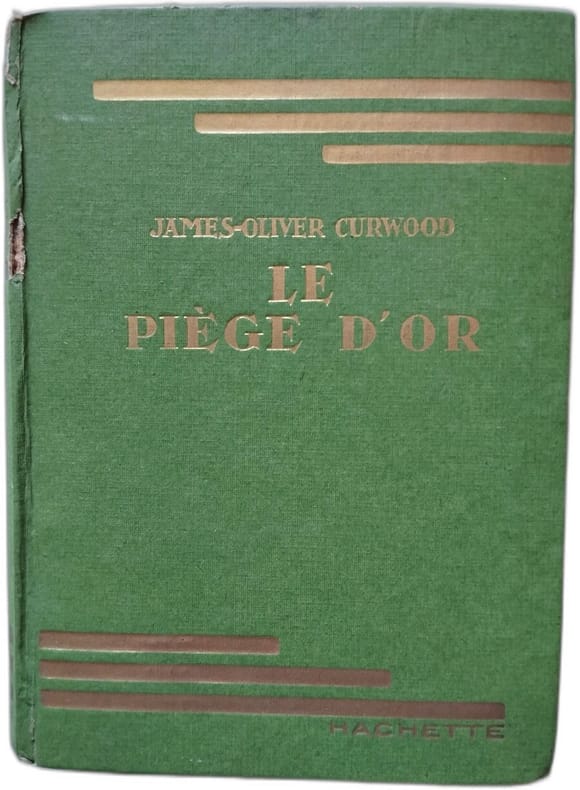 JAMES-OLIVER CURWOOD
LE
PIÈGE D'OR
HACHETTE